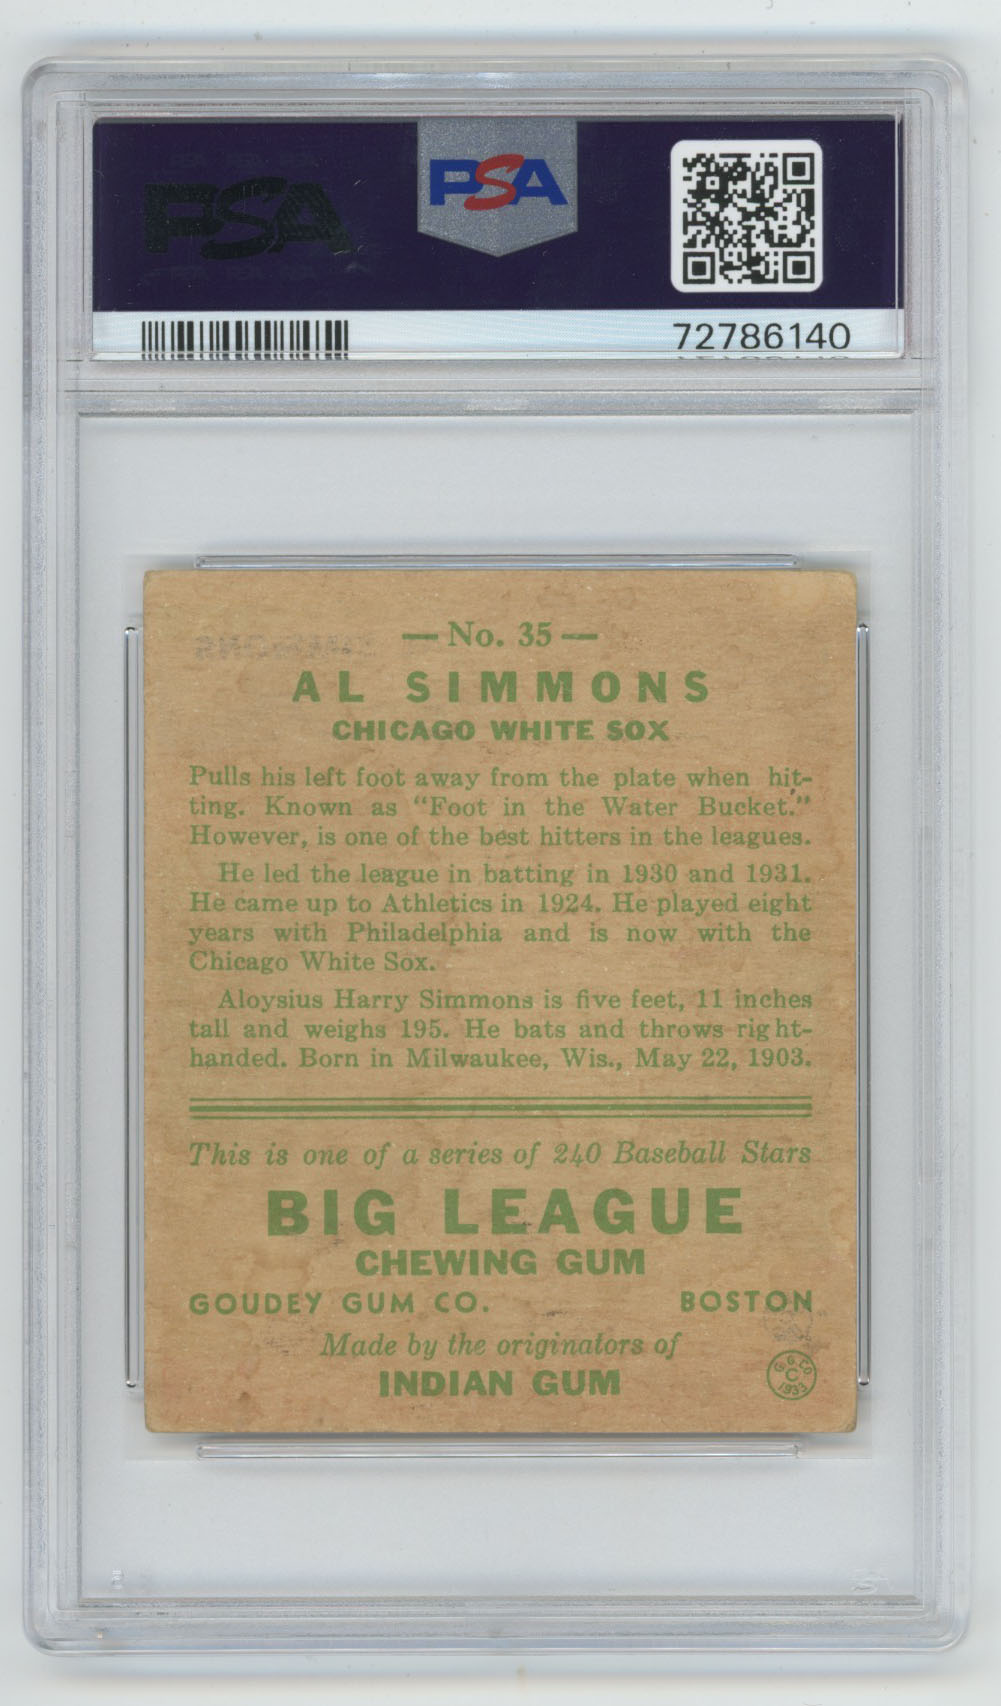 PSA
PSA
72786140
— No. 35 —
AL SIMMONS
CHICAGO WHITE SOX
Pulls his left foot away from the plate when hit-
ting. Known as "Foot in the Water Bucket."
However, is one of the best hitters in the leagues.
He led the league in batting in 1930 and 1931.
He came up to Athletics in 1924. He played eight
years with Philadelphia and is now with the
Chicago White Sox.
Aloysius Harry Simmons is five feet, 11 inches
tall and weighs 195. He bats and throws right-
handed. Born in Milwaukee, Wis., May 22, 1903.
This is one of a series of 240 Baseball Stars
BIG LEAGUE
CHEWING GUM
GOUDEY GUM CO. BOSTON
Made by the originators of
INDIAN GUM
G. G. CO
C
1933